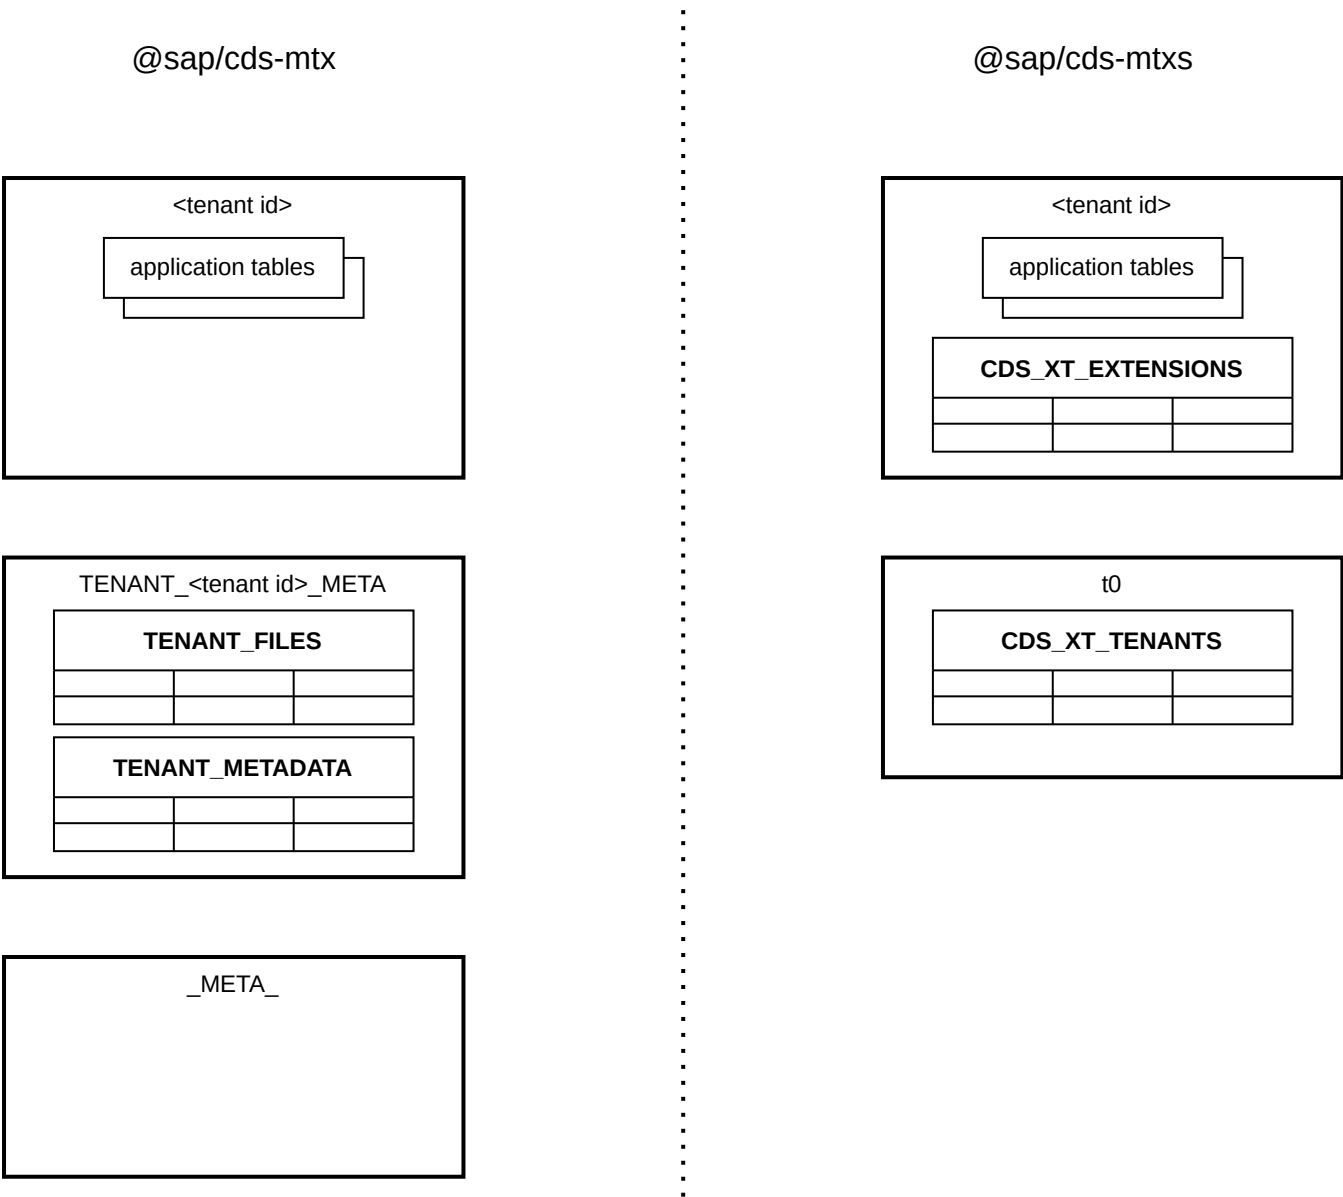 @sap/cds-mtx
<tenant id>
application tables
TENANT_<tenant id>_META
TENANT_FILES
TENANT_METADATA
_META_
@sap/cds-mtxs
<tenant id>
application tables
CDS_XT_EXTENSIONS
t0
CDS_XT_TENANTS